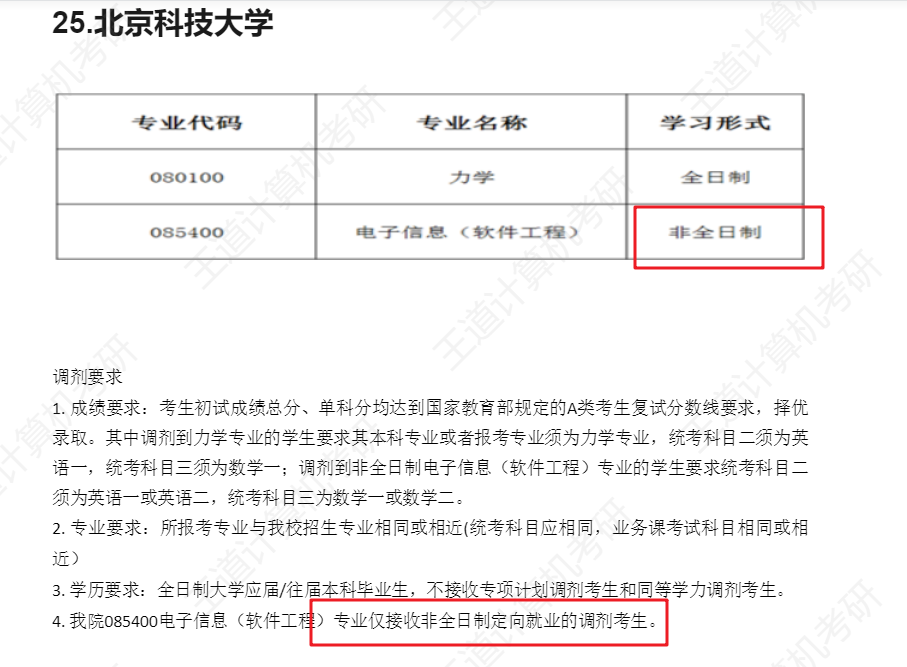 25.北京科技大学
专业代码 专业名称 学习形式
080100 力学 全日制
085400 电子信息（软件工程） 非全日制
调剂要求
1. 成绩要求：考生初试成绩总分、单科分均达到国家教育部规定的A类考生复试分数线要求，择优
录取。其中调剂到力学专业的学生要求其本科专业或者报考专业须为力学专业，统考科目二须为英
语一，统考科目三须为数学一；调剂到非全日制电子信息（软件工程）专业的学生要求统考科目二
须为英语一或英语二，统考科目三为数学一或数学二。
2. 专业要求：所报考专业与我校招生专业相同或相近(统考科目应相同，业务课考试科目相同或相
近）
3. 学历要求：全日制大学应届/往届本科毕业生，不接收专项计划调剂考生和同等学力调剂考生。
4. 我院085400电子信息（软件工程）专业仅接收非全日制定向就业的调剂考生。
王道计算机考研